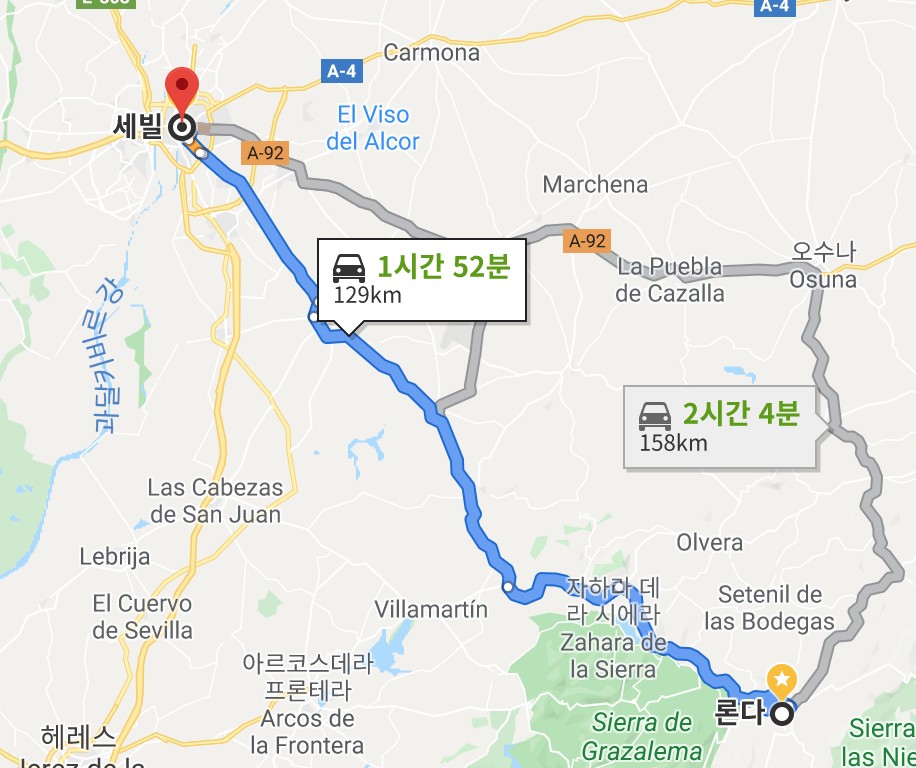 A-4
Carmona
A-4
El Viso
del Alcor
세빌
A-92
Marchena
A-92
오수나
Osuna
La Puebla
de Cazalla
1시간 52분
129km
과달키비르 강
2시간 4분
158km
Las Cabezas
de San Juan
Olvera
Lebrija
자하라 데
라 시에라
Zahara de
la Sierra
Setenil de
las Bodegas
El Cuervo
de Sevilla
Villamartín
아르코스데라
프론테라
Arcos de
la Frontera
론다
Sierra de
Grazalema
헤레스
Sierra
las Nie